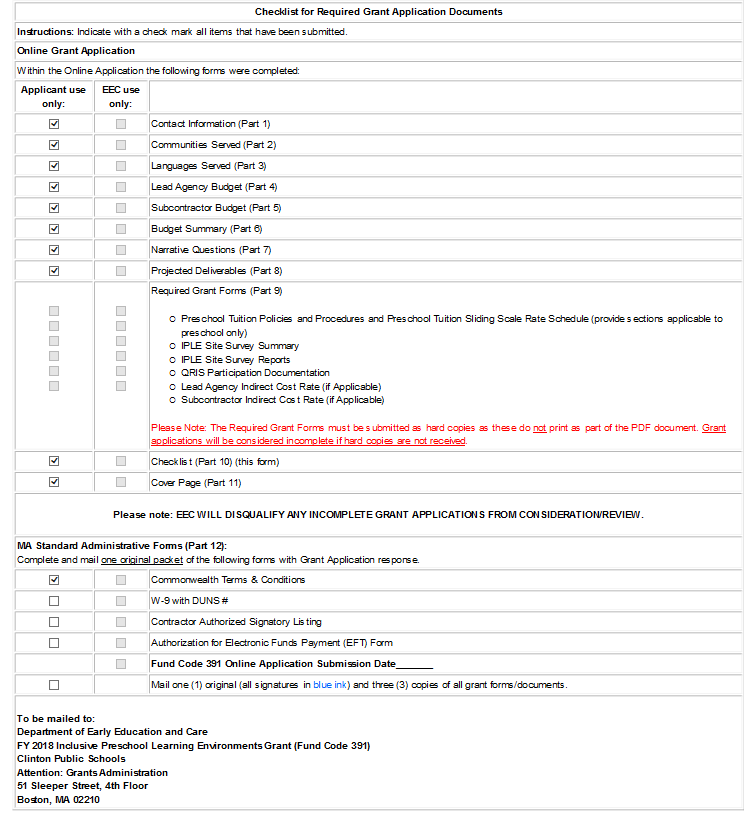 Checklist for Required Grant Application Documents
Instructions: Indicate with a check mark all items that have been submitted.
Online Grant Application
Within the Online Application the following forms were completed:
Applicant use only:
EEC use only:
Contact Information (Part 1)
Communities Served (Part 2)
Languages Served (Part 3)
Lead Agency Budget (Part 4)
Subcontractor Budget (Part 5)
Budget Summary (Part 6)
Narrative Questions (Part 7)
Projected Deliverables (Part 8)
Required Grant Forms (Part 9)
Preschool Tuition Policies and Procedures and Preschool Tuition Sliding Scale Rate Schedule (provide sections applicable to
preschool only)
IPLE Site Survey Summary
IPLE Site Survey Reports
QRIS Participation Documentation
Lead Agency Indirect Cost Rate (if Applicable)
Subcontractor Indirect Cost Rate (if Applicable)
Please Note: The Required Grant Forms must be submitted as hard copies as these do not print as part of the PDF document. Grant
applications will be considered incomplete if hard copies are not received.
Checklist (Part 10) (this form)
Cover Page (Part 11)
Please note: EEC WILL DISQUALIFY ANY INCOMPLETE GRANT APPLICATIONS FROM CONSIDERATION/REVIEW.
MA Standard Administrative Forms (Part 12):
Complete and mail one original packet of the following forms with Grant Application response.
Commonwealth Terms & Conditions
W-9 with DUNS #
Contractor Authorized Signatory Listing
Authorization for Electronic Funds Payment (EFT) Form
Fund Code 391 Online Application Submission Date_______
Mail one (1) original (all signatures in blue ink) and three (3) copies of all grant forms/documents.
To be mailed to:
Department of Early Education and Care
FY 2018 Inclusive Preschool Learning Environments Grant (Fund Code 391)
Clinton Public Schools
Attention: Grants Administration
51 Sleeper Street, 4th Floor
Boston, MA 02210